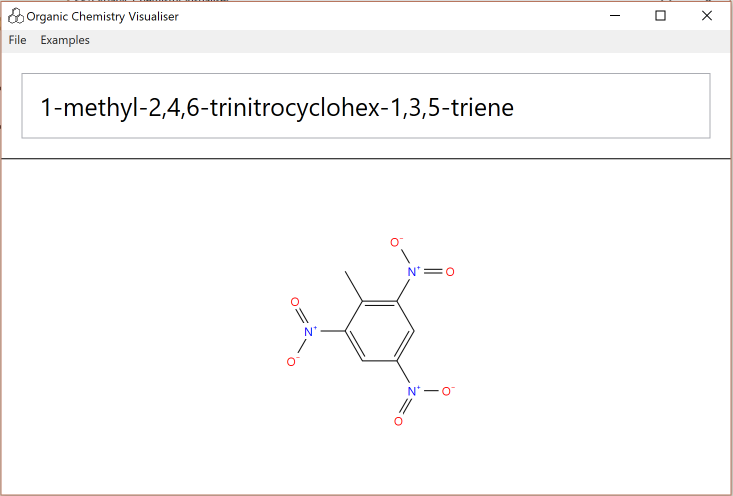 Organic Chemistry Visualiser
File Examples
1-methyl-2,4,6-trinitrocyclohex-1,3,5-triene
O⁻
N⁺ O
O
N⁺
O⁻
N⁺ O⁻
O